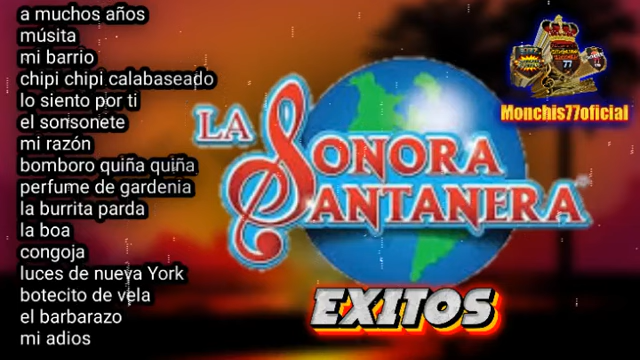 a muchos años
músita
mi barrio
chipi chipi calabaseado
lo siento por ti
el sonsonete
mi razón
bomboro quiña quiña
perfume de gardenia
la burrita parda
la boa
congoja
luces de nueva York
botecito de vela
el barbarazo
mi adios
LA SONORA
SANTANERA
EXITOS
77
Monchis77oficial